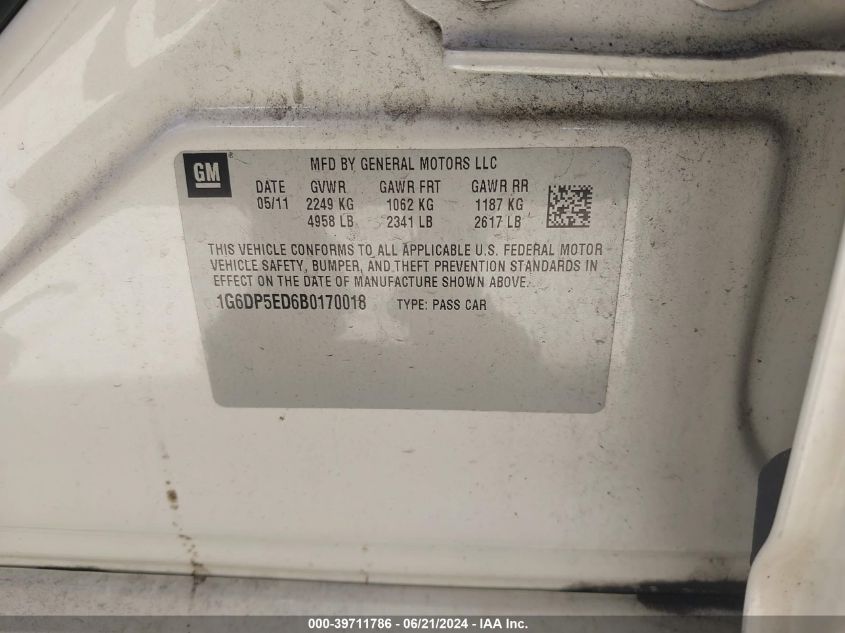 GM
MFD BY GENERAL MOTORS LLC
DATE GVWR GAWR FRT GAWR RR
05/11 2249 KG 1062 KG 1187 KG
4958 LB 2341 LB 2617 LB
THIS VEHICLE CONFORMS TO ALL APPLICABLE U.S. FEDERAL MOTOR
VEHICLE SAFETY, BUMPER, AND THEFT PREVENTION STANDARDS IN
EFFECT ON THE DATE OF MANUFACTURE SHOWN ABOVE.
1G6DP5ED6B0170018 TYPE: PASS CAR
000-39711786 / 06/21/2024 - IAA Inc.